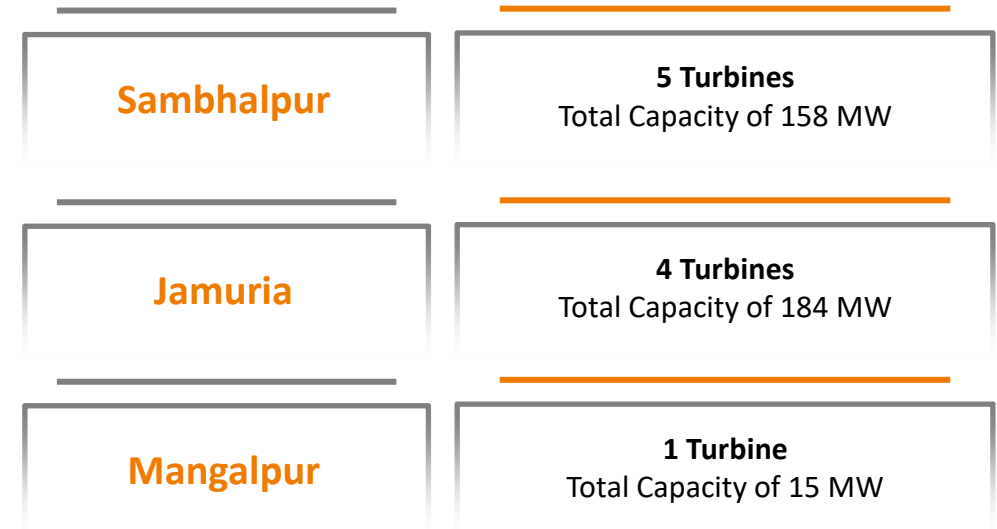 Sambhalpur
5 Turbines
Total Capacity of 158 MW
Jamuria
4 Turbines
Total Capacity of 184 MW
Mangalpur
1 Turbine
Total Capacity of 15 MW